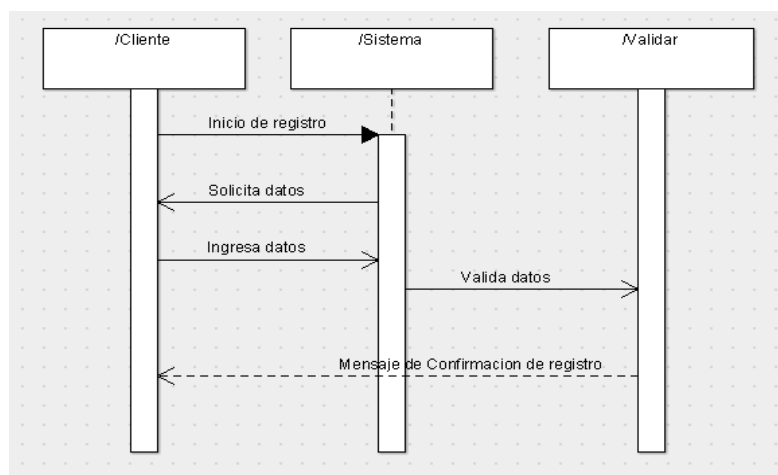 /Cliente
/Sistema
/Validar
Inicio de registro
Solicita datos
Ingresa datos
Valida datos
Mensaje de Confirmacion de registro